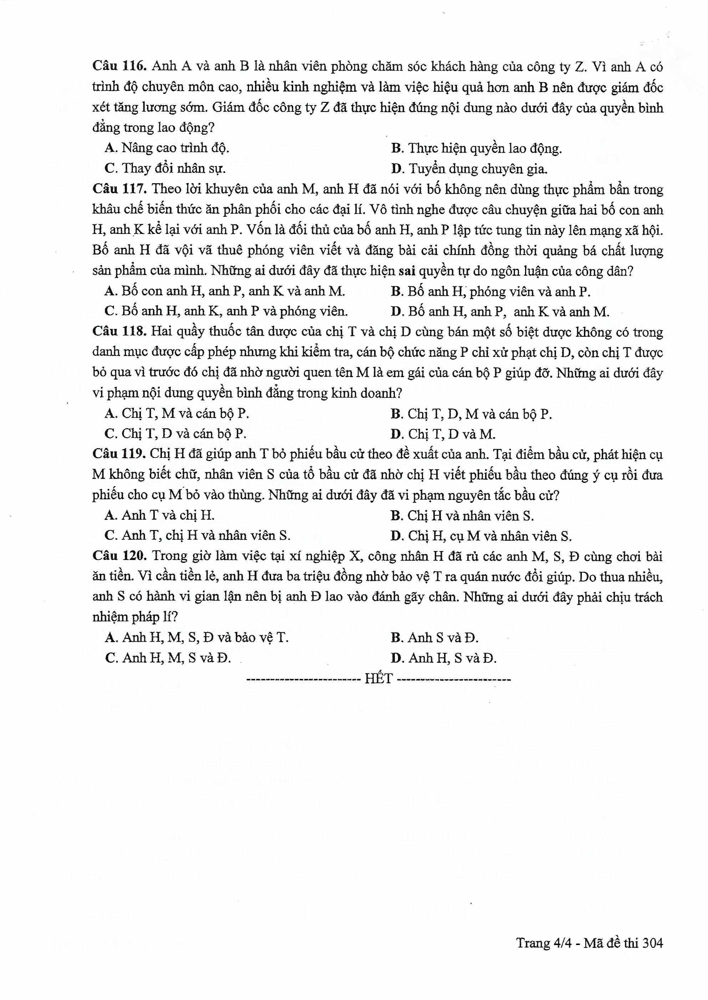 Câu 116. Anh A và anh B là nhân viên phòng chăm sóc khách hàng của công ty Z. Vì anh A có
trình độ chuyên môn cao, nhiều kinh nghiệm và làm việc hiệu quả hơn anh B nên được giám đốc
xét tăng lương sớm. Giám đốc công ty Z đã thực hiện đúng nội dung nào dưới đây của quyền bình
đẳng trong lao động?
A. Nâng cao trình độ. B. Thực hiện quyền lao động.
C. Thay đổi nhân sự. D. Tuyển dụng chuyên gia.
Câu 117. Theo lời khuyên của anh M, anh H đã nói với bố không nên dùng thực phẩm bẩn trong
khâu chế biến thức ăn phân phối cho các đại lí. Vô tình nghe được câu chuyện giữa hai bố con anh
H, anh K kể lại với anh P. Vốn là đối thủ của bố anh H, anh P lập tức tung tin này lên mạng xã hội.
Bố anh H đã vội vã thuê phóng viên viết và đăng bài cải chính đồng thời quảng bá chất lượng
sản phẩm của mình. Những ai dưới đây đã thực hiện sai quyền tự do ngôn luận của công dân?
A. Bố con anh H, anh P, anh K và anh M. B. Bố anh H, phóng viên và anh P.
C. Bố anh H, anh K, anh P và phóng viên. D. Bố anh H, anh P, anh K và anh M.
Câu 118. Hai quầy thuốc tân dược của chị T và chị D cùng bán một số biệt dược không có trong
danh mục được cấp phép nhưng khi kiểm tra, cán bộ chức năng P chỉ xử phạt chị D, còn chị T được
bỏ qua vì trước đó chị đã nhờ người quen tên M là em gái của cán bộ P giúp đỡ. Những ai dưới đây
vi phạm nội dung quyền bình đẳng trong kinh doanh?
A. Chị T, M và cán bộ P. B. Chị T, D, M và cán bộ P.
C. Chị T, D và cán bộ P. D. Chị T, D và M.
Câu 119. Chị H đã giúp anh T bỏ phiếu bầu cử theo đề xuất của anh. Tại điểm bầu cử, phát hiện cụ
M không biết chữ, nhân viên S của tổ bầu cử đã nhờ chị H viết phiếu bầu theo đúng ý cụ rồi đưa
phiếu cho cụ M bỏ vào thùng. Những ai dưới đây đã vi phạm nguyên tắc bầu cử?
A. Anh T và chị H. B. Chị H và nhân viên S.
C. Anh T, chị H và nhân viên S. D. Chị H, cụ M và nhân viên S.
Câu 120. Trong giờ làm việc tại xí nghiệp X, công nhân H đã rủ các anh M, S, Đ cùng chơi bài
ăn tiền. Vì cần tiền lẻ, anh H đưa ba triệu đồng nhờ bảo vệ T ra quán nước đổi giúp. Do thua nhiều,
anh S có hành vi gian lận nên bị anh Đ lao vào đánh gãy chân. Những ai dưới đây phải chịu trách
nhiệm pháp lí?
A. Anh H, M, S, Đ và bảo vệ T. B. Anh S và Đ.
C. Anh H, M, S và Đ. D. Anh H, S và Đ.
------------------------ HẾT ------------------------
Trang 4/4 - Mã đề thi 304